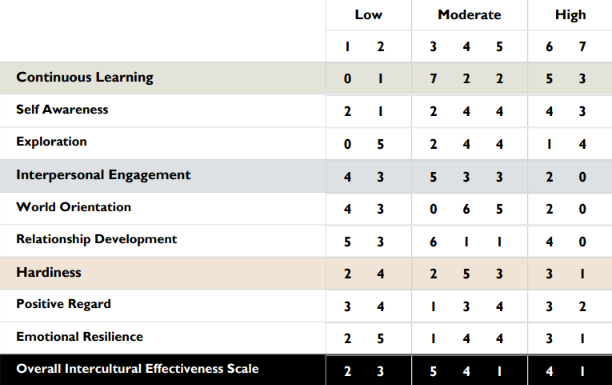 Low Moderate High
1 2 3 4 5 6 7
Continuous Learning 0 1 7 2 2 5 3
Self Awareness 2 1 2 4 4 4 3
Exploration 0 5 2 4 4 1 4
Interpersonal Engagement 4 3 5 3 3 2 0
World Orientation 4 3 0 6 5 2 0
Relationship Development 5 3 6 1 1 4 0
Hardiness 2 4 2 5 3 3 1
Positive Regard 3 4 1 3 4 3 2
Emotional Resilience 2 5 1 4 4 3 1
Overall Intercultural Effectiveness Scale 2 3 5 4 1 4 1